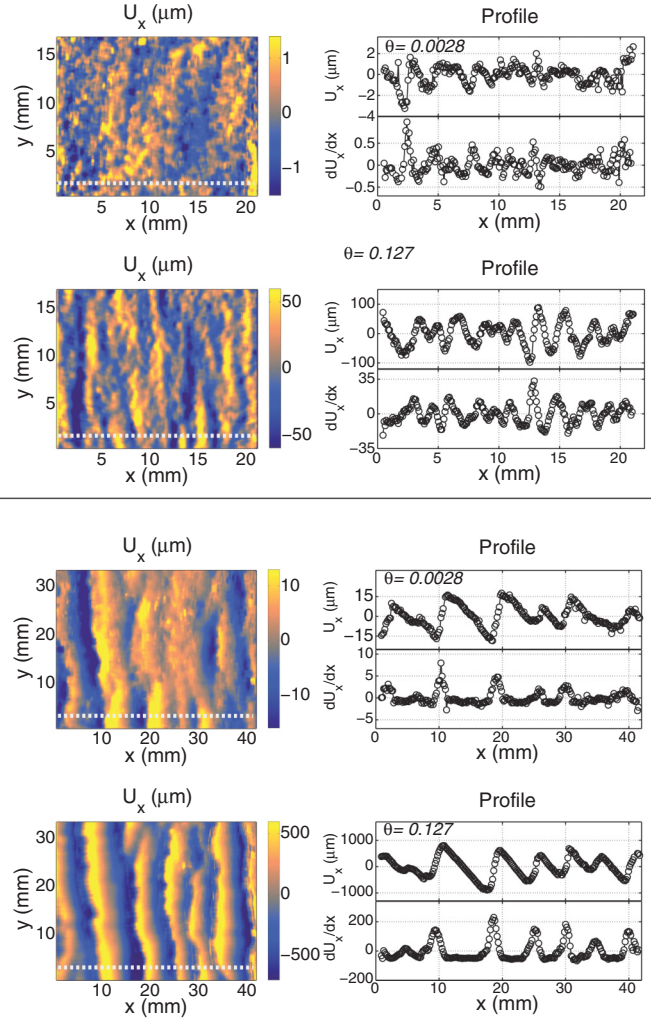 U_x (μm)
Profile
15
10
5
y (mm)
5 10 15 20
x (mm)
1
0
−1
θ= 0.0028
2
0
−2
−4
U_x (μm)
0.5
0
−0.5
dU_x/dx
0 5 10 15 20
x (mm)
θ= 0.127
U_x (μm)
Profile
15
10
5
y (mm)
5 10 15 20
x (mm)
50
0
−50
100
0
−100
U_x (μm)
35
0
−35
dU_x/dx
0 5 10 15 20
x (mm)
U_x (μm)
Profile
30
20
10
y (mm)
10 20 30 40
x (mm)
10
0
−10
θ= 0.0028
15
0
−15
U_x (μm)
10
5
0
−5
dU_x/dx
0 10 20 30 40
x (mm)
U_x (μm)
Profile
30
20
10
y (mm)
10 20 30 40
x (mm)
500
0
−500
θ= 0.127
1000
0
−1000
U_x (μm)
200
0
−200
dU_x/dx
0 10 20 30 40
x (mm)